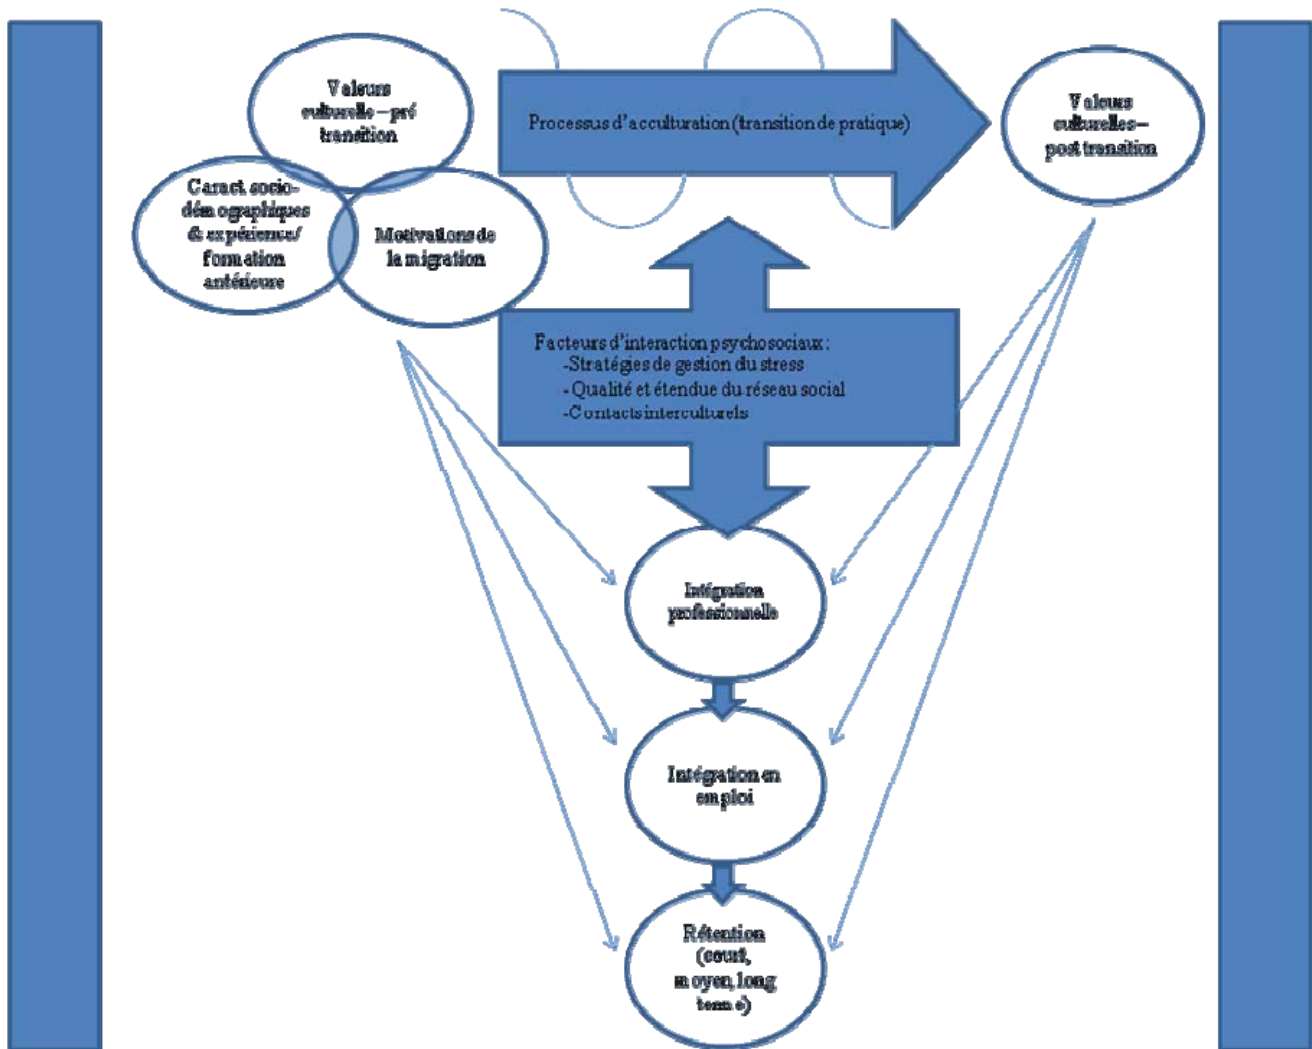 Valeurs
culturelle – pré
transition
Processus d'acculturation (transition de pratique)
Valeurs
culturelles –
post transition
Caract. socio-
démographiques
& expérience/
formation
antérieure
Motivations de
la migration
Facteurs d'interaction psychosociaux :
-Stratégies de gestion du stress
-Qualité et étendue du réseau social
-Contacts interculturels
Intégration
professionnelle
Intégration en
emploi
Rétention
(court,
moyen, long
terme)